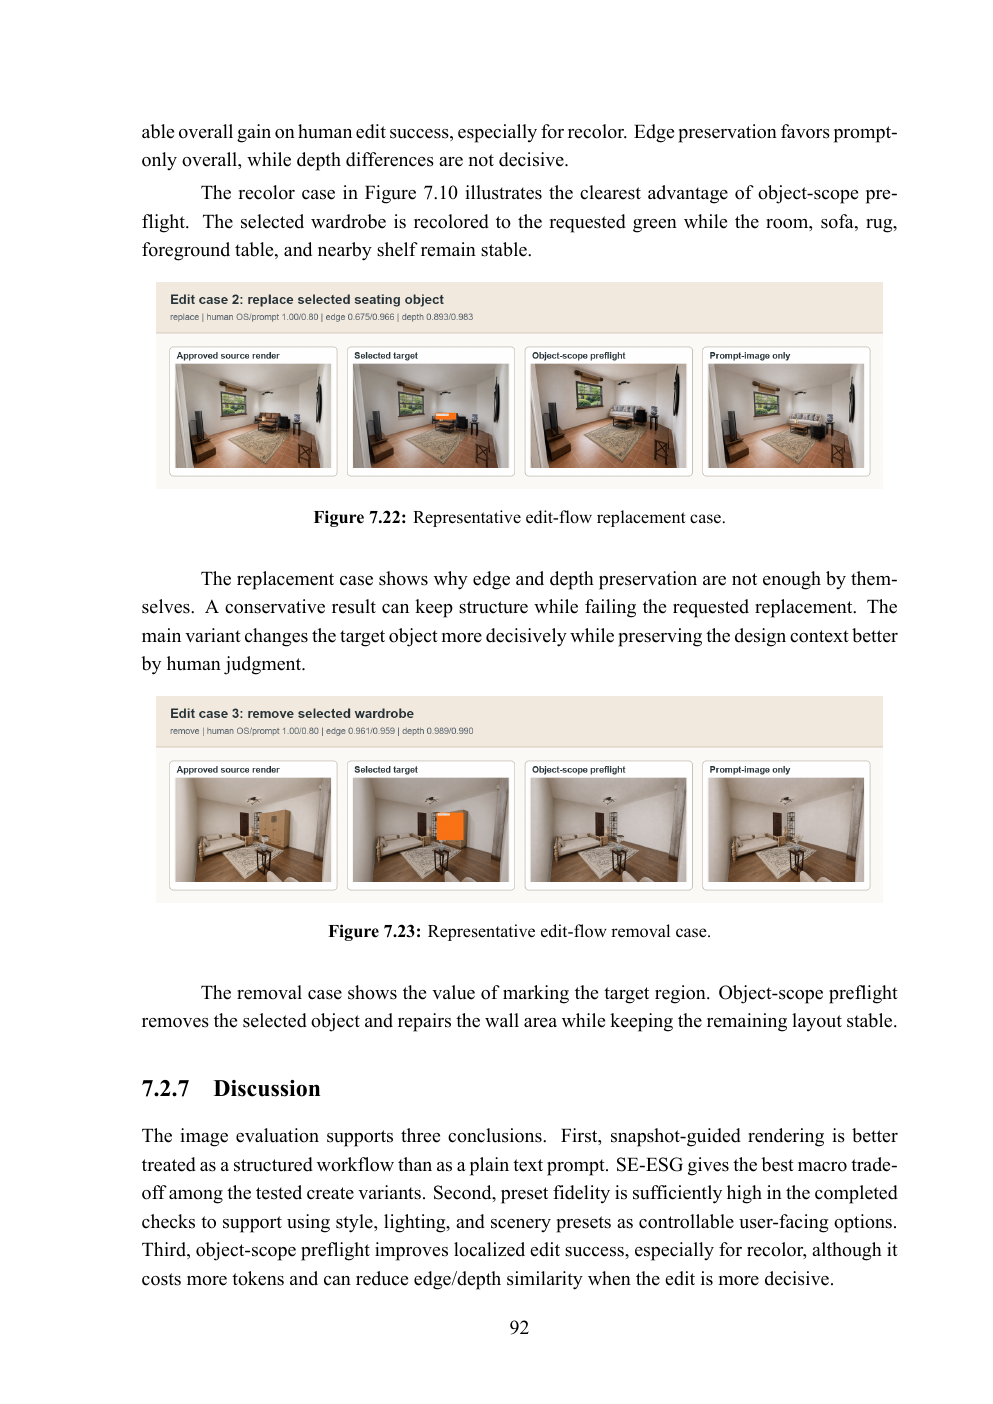 able overall gain on human edit success, especially for recolor. Edge preservation favors prompt-
only overall, while depth differences are not decisive.
The recolor case in Figure 7.10 illustrates the clearest advantage of object-scope pre-
flight. The selected wardrobe is recolored to the requested green while the room, sofa, rug,
foreground table, and nearby shelf remain stable.
Edit case 2: replace selected seating object
replace | human OS/prompt 1.00/0.80 | edge 0.675/0.966 | depth 0.893/0.983
Approved source render
Selected target
Object-scope preflight
Prompt-image only
Figure 7.22: Representative edit-flow replacement case.
The replacement case shows why edge and depth preservation are not enough by them-
selves. A conservative result can keep structure while failing the requested replacement. The
main variant changes the target object more decisively while preserving the design context better
by human judgment.
Edit case 3: remove selected wardrobe
remove | human OS/prompt 1.00/0.80 | edge 0.961/0.959 | depth 0.989/0.990
Approved source render
Selected target
Object-scope preflight
Prompt-image only
Figure 7.23: Representative edit-flow removal case.
The removal case shows the value of marking the target region. Object-scope preflight
removes the selected object and repairs the wall area while keeping the remaining layout stable.
7.2.7 Discussion
The image evaluation supports three conclusions. First, snapshot-guided rendering is better
treated as a structured workflow than as a plain text prompt. SE-ESG gives the best macro trade-
off among the tested create variants. Second, preset fidelity is sufficiently high in the completed
checks to support using style, lighting, and scenery presets as controllable user-facing options.
Third, object-scope preflight improves localized edit success, especially for recolor, although it
costs more tokens and can reduce edge/depth similarity when the edit is more decisive.
92